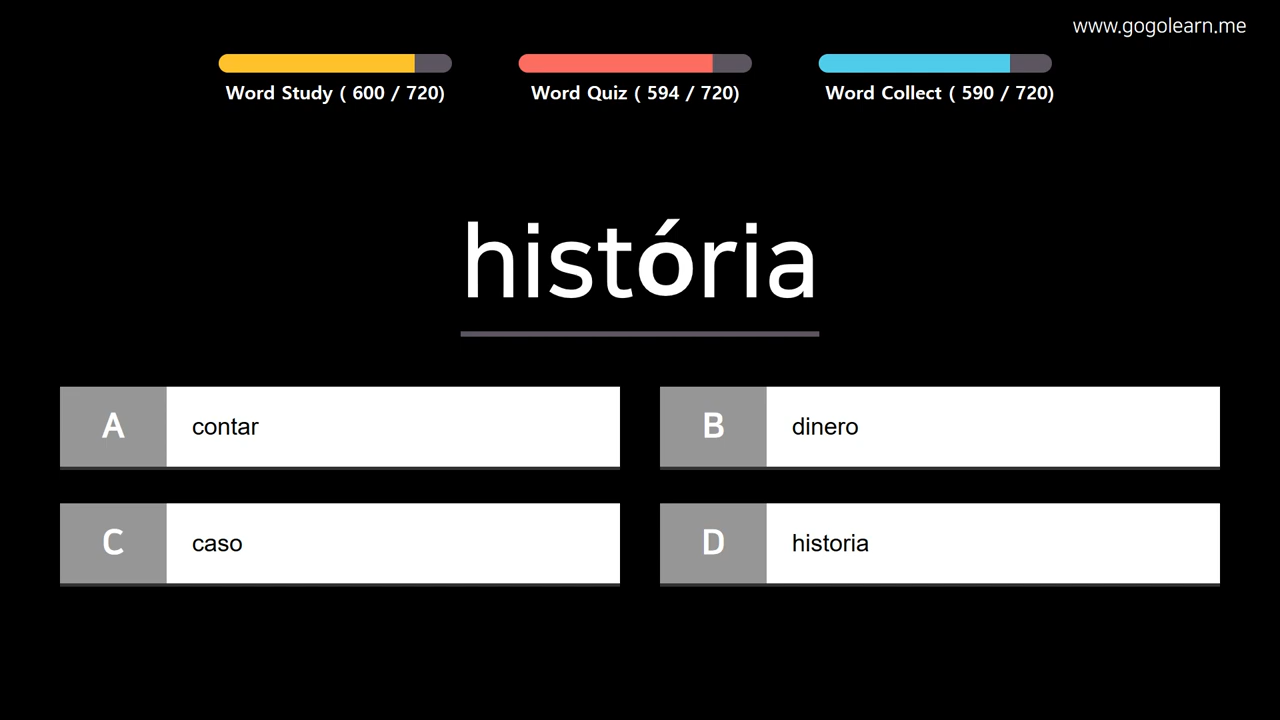 www.gogolearn.me
Word Study ( 600 / 720)
Word Quiz ( 594 / 720)
Word Collect ( 590 / 720)
história
A contar
B dinero
C caso
D historia